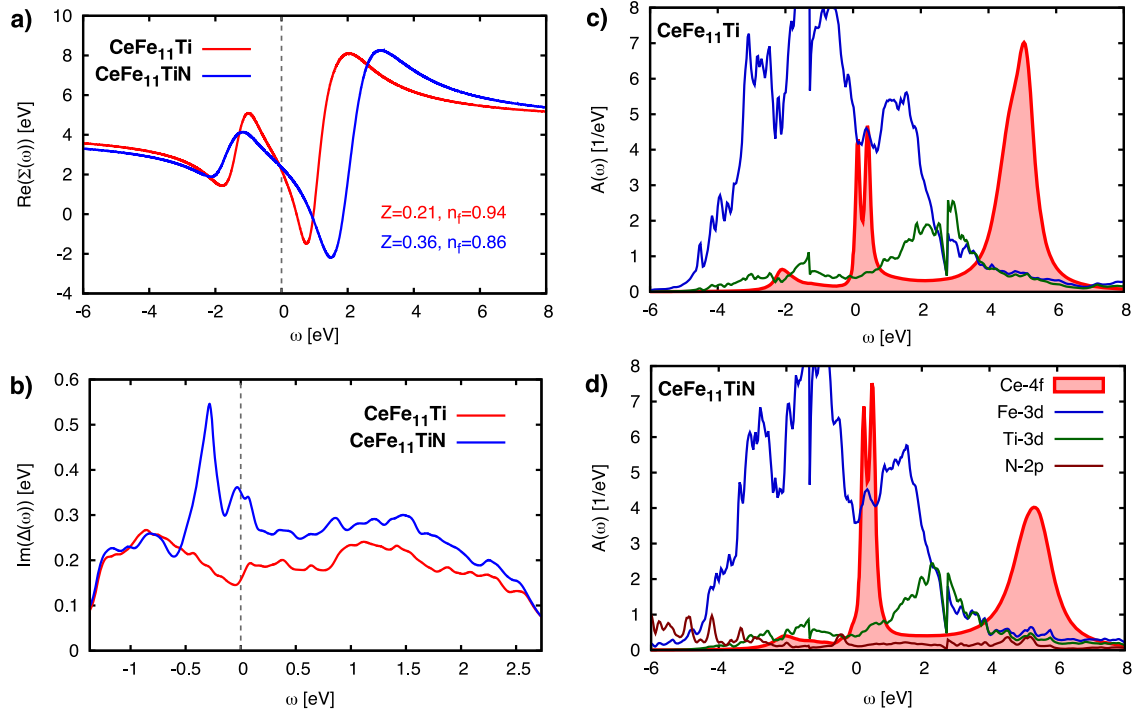 a)
CeFe11Ti
CeFe11TiN
Re(Σ(ω)) [eV]
10
8
6
4
2
0
-2
-4
Z=0.21, nf=0.94
Z=0.36, nf=0.86
-6 -4 -2 0 2 4 6 8
ω [eV]
b)
CeFe11Ti
CeFe11TiN
Im(Δ(ω)) [eV]
0.6
0.5
0.4
0.3
0.2
0.1
0
-1 -0.5 0 0.5 1 1.5 2 2.5
ω [eV]
c)
CeFe11Ti
A(ω) [1/eV]
8
7
6
5
4
3
2
1
0
-6 -4 -2 0 2 4 6 8
ω [eV]
d)
CeFe11TiN
Ce-4f
Fe-3d
Ti-3d
N-2p
A(ω) [1/eV]
8
7
6
5
4
3
2
1
0
-6 -4 -2 0 2 4 6 8
ω [eV]